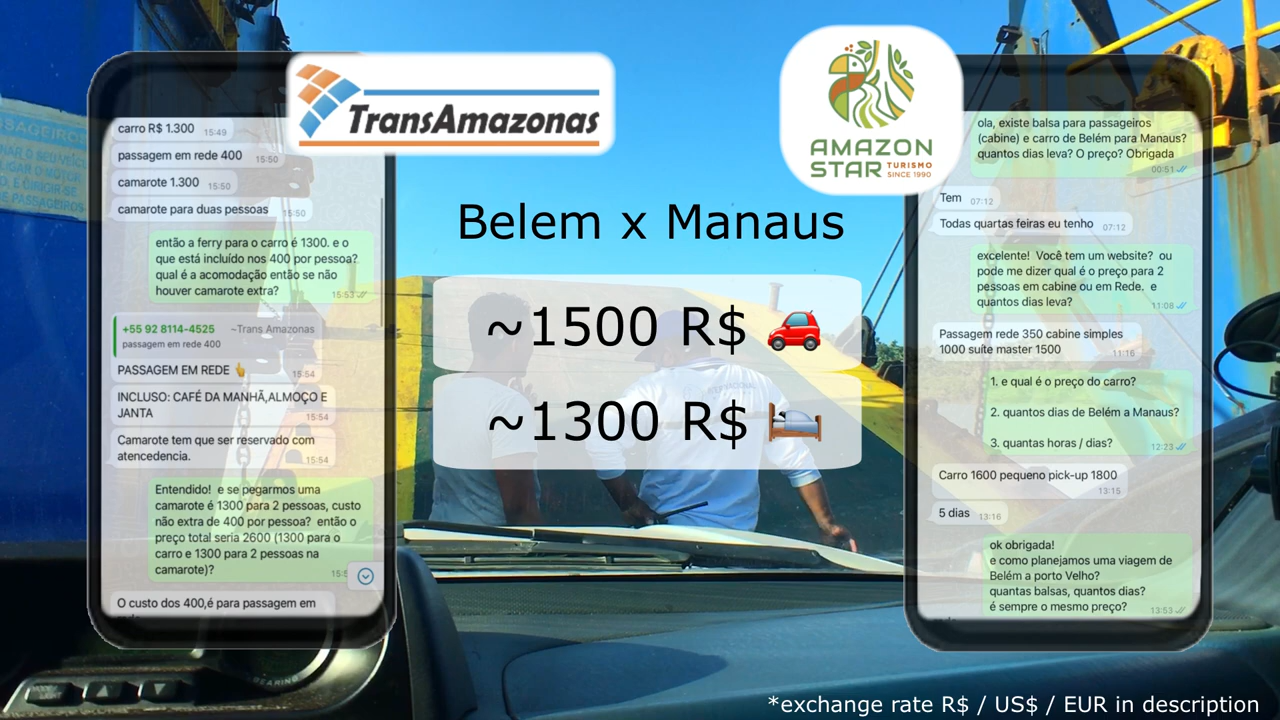 TransAmazonas
carro R$ 1.300 15:49
passagem em rede 400 15:50
camarote 1.300 15:50
camarote para duas pessoas 15:50
então a ferry para o carro é 1300. e o
que está incluído nos 400 por pessoa?
qual é a acomodação então se não
houver camarote extra?
15:53
+55 92 8114-4525 ~Trans Amazonas
passagem em rede 400
PASSAGEM EM REDE 👆 15:54
INCLUSO: CAFÉ DA MANHÃ,ALMOÇO E
JANTA 15:54
Camarote tem que ser reservado com
atencedencia. 15:54
Entendido! e se pegarmos uma
camarote é 1300 para 2 pessoas, custo
não extra de 400 por pessoa? então o
preço total seria 2600 (1300 para o
carro e 1300 para 2 pessoas na
camarote)?
O custo dos 400,é para passagem em
Belem x Manaus
~1500 R$ 🚗
~1300 R$ 🛏️
AMAZON
STAR TURISMO
SINCE 1990
ola, existe balsa para passageiros
(cabine) e carro de Belém para Manaus?
quantos dias leva? O preço? Obrigada
00:51
Tem 07:12
Todas quartas feiras eu tenho 07:12
excelente! Você tem um website? ou
pode me dizer qual é o preço para 2
pessoas em cabine ou em Rede. e
quantos dias leva? 11:08
Passagem rede 350 cabine simples
1000 suíte master 1500 11:16
1. e qual é o preço do carro?
2. quantos dias de Belém a Manaus?
3. quantas horas / dias? 12:23
Carro 1600 pequeno pick-up 1800
13:15
5 dias 13:16
ok obrigada!
e como planejamos uma viagem de
Belém a porto Velho?
quantas balsas, quantos dias?
é sempre o mesmo preço? 13:53
*exchange rate R$ / US$ / EUR in description